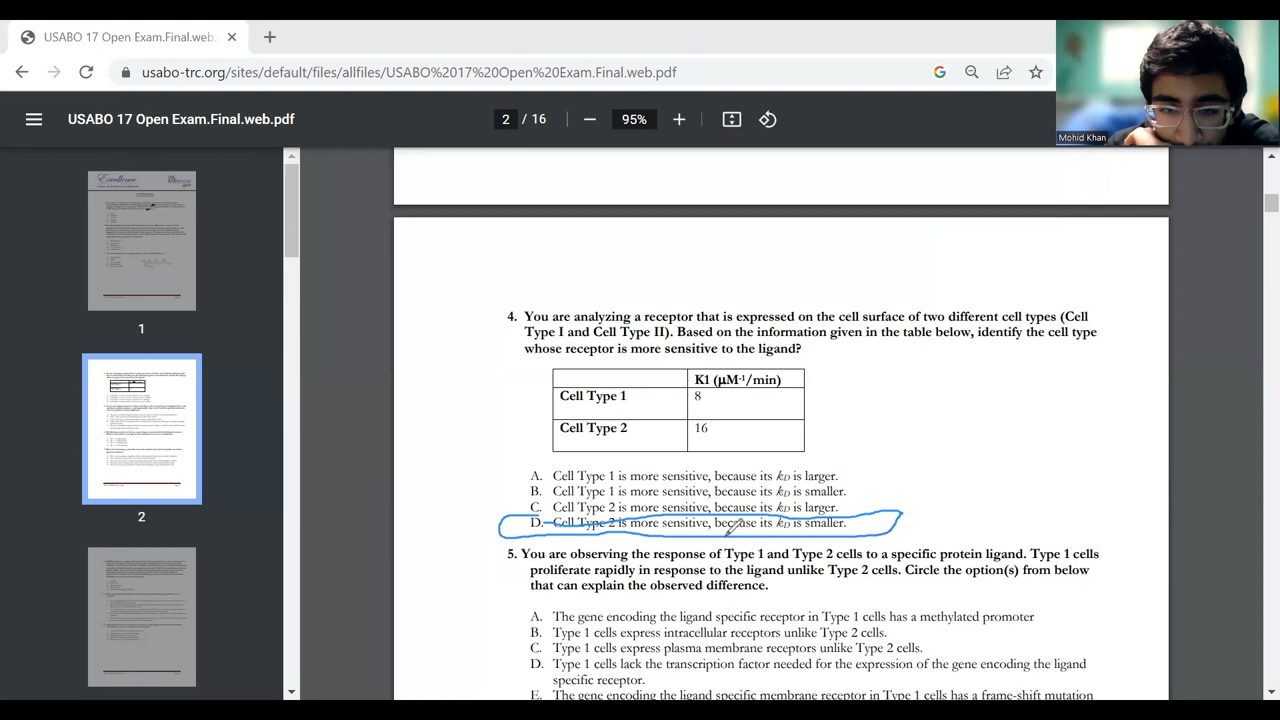 USABO 17 Open Exam.Final.web.
usabo-trc.org/sites/default/files/allfiles/USABO%2017%20Open%20Exam.Final.web.pdf
USABO 17 Open Exam.Final.web.pdf
2 / 16
95%
Mohid Khan
Excellence
1
2
4. You are analyzing a receptor that is expressed on the cell surface of two different cell types (Cell
Type I and Cell Type II). Based on the information given in the table below, identify the cell type
whose receptor is more sensitive to the ligand?
K1 (µM-1/min)
Cell Type 1 8
Cell Type 2 16
A. Cell Type 1 is more sensitive, because its kD is larger.
B. Cell Type 1 is more sensitive, because its kD is smaller.
C. Cell Type 2 is more sensitive, because its kD is larger.
D. Cell Type 2 is more sensitive, because its kD is smaller.
5. You are observing the response of Type 1 and Type 2 cells to a specific protein ligand. Type 1 cells
proliferate rapidly in response to the ligand unlike Type 2 cells. Circle the option(s) from below
that can explain the observed difference.
A. The gene encoding the ligand specific receptor in Type 1 cells has a methylated promoter
B. Type 1 cells express intracellular receptors unlike Type 2 cells.
C. Type 1 cells express plasma membrane receptors unlike Type 2 cells.
D. Type 1 cells lack the transcription factor needed for the expression of the gene encoding the ligand
specific receptor.
E. The gene encoding the ligand specific membrane receptor in Type 1 cells has a frame-shift mutation